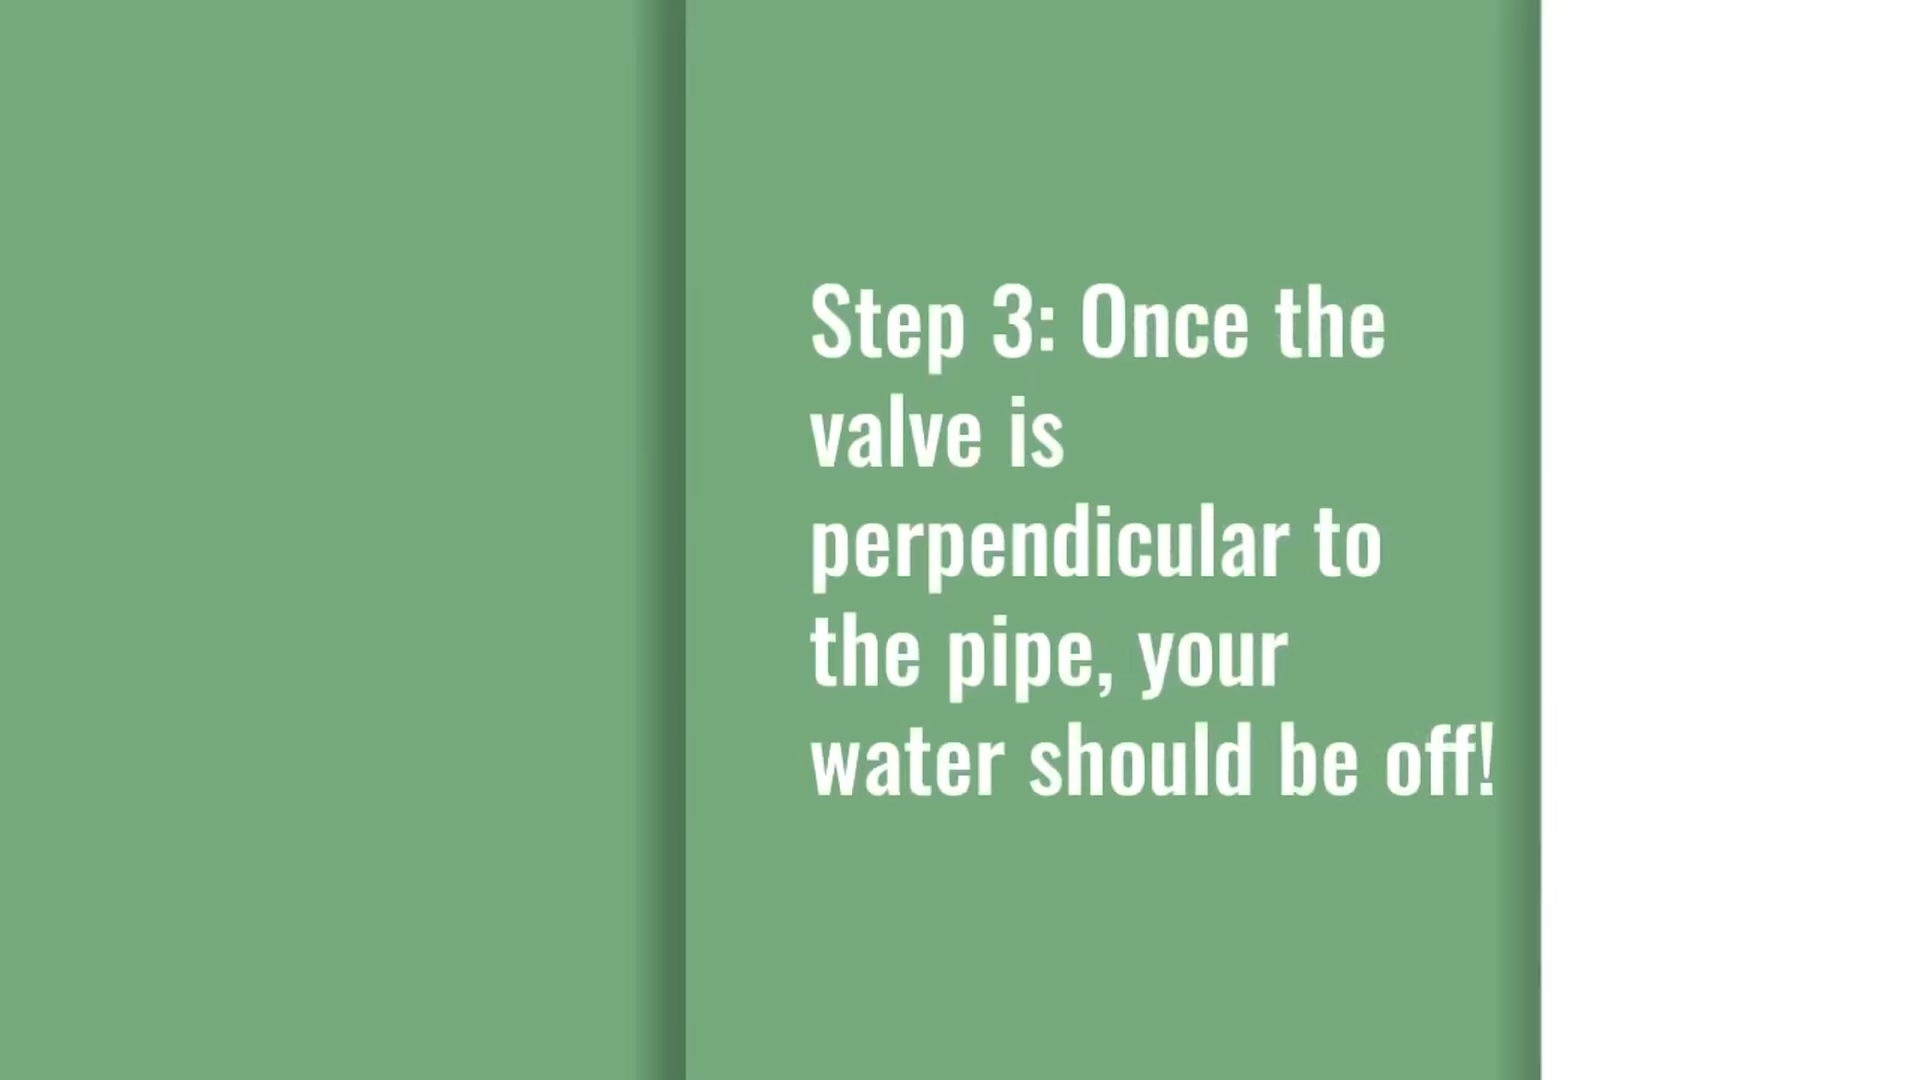 Step 3: Once the
valve is
perpendicular to
the pipe, your
water should be off!